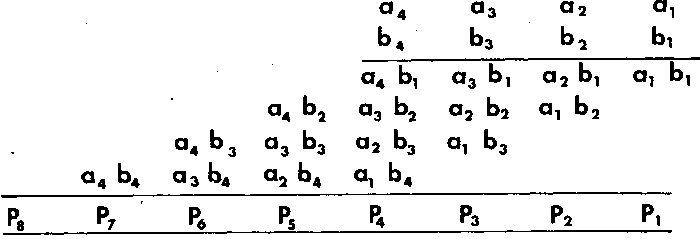 a₄ a₃ a₂ a₁
b₄ b₃ b₂ b₁
a₄ b₁ a₃ b₁ a₂ b₁ a₁ b₁
a₄ b₂ a₃ b₂ a₂ b₂ a₁ b₂
a₄ b₃ a₃ b₃ a₂ b₃ a₁ b₃
a₄ b₄ a₃ b₄ a₂ b₄ a₁ b₄
P₈ P₇ P₆ P₅ P₄ P₃ P₂ P₁